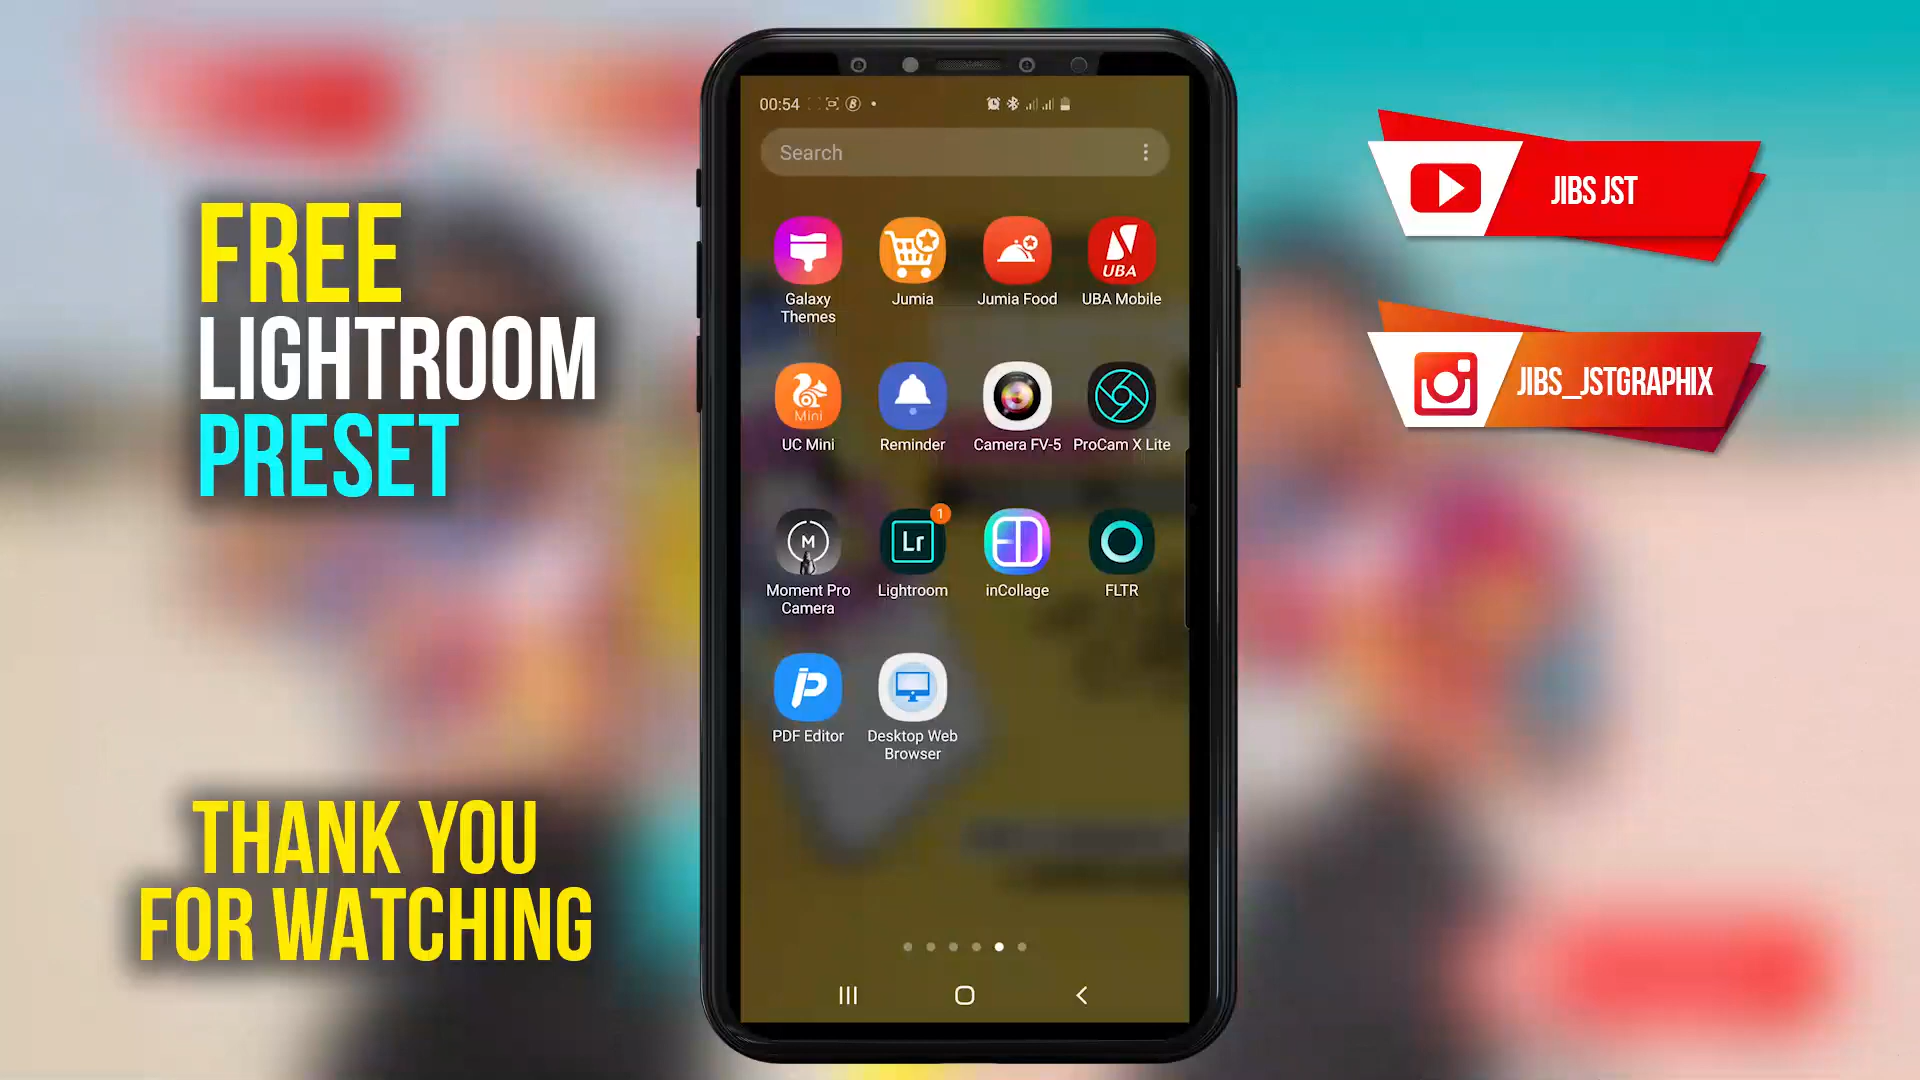 FREE
LIGHTROOM
PRESET
THANK YOU
FOR WATCHING
00:54
Search
UBA
Galaxy
Themes
Jumia
Jumia Food
UBA Mobile
Mini
UC Mini
Reminder
Camera FV-5
ProCam X Lite
M
1
Lr
Moment Pro
Camera
Lightroom
inCollage
FLTR
PDF Editor
Desktop Web
Browser
JIBS JST
JIBS_JSTGRAPHIX